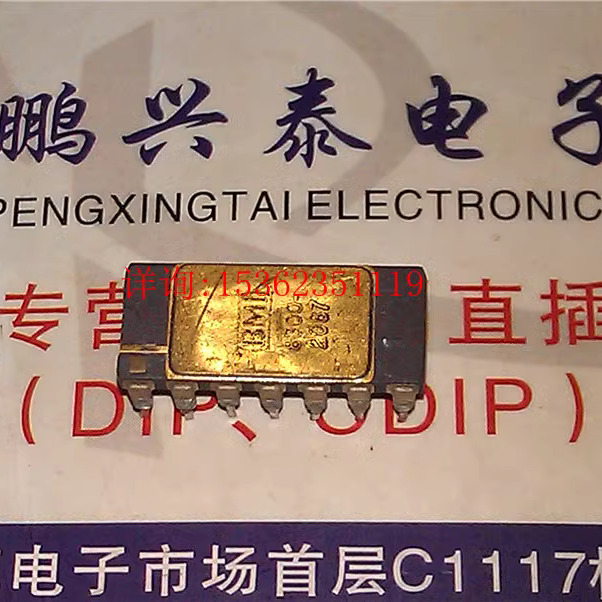 鹏兴泰电子
PENGXINGTAI ELECTRONIC
详询:15362351119
专营 直插
(DIP、CDIP)
电子市场首层C1117